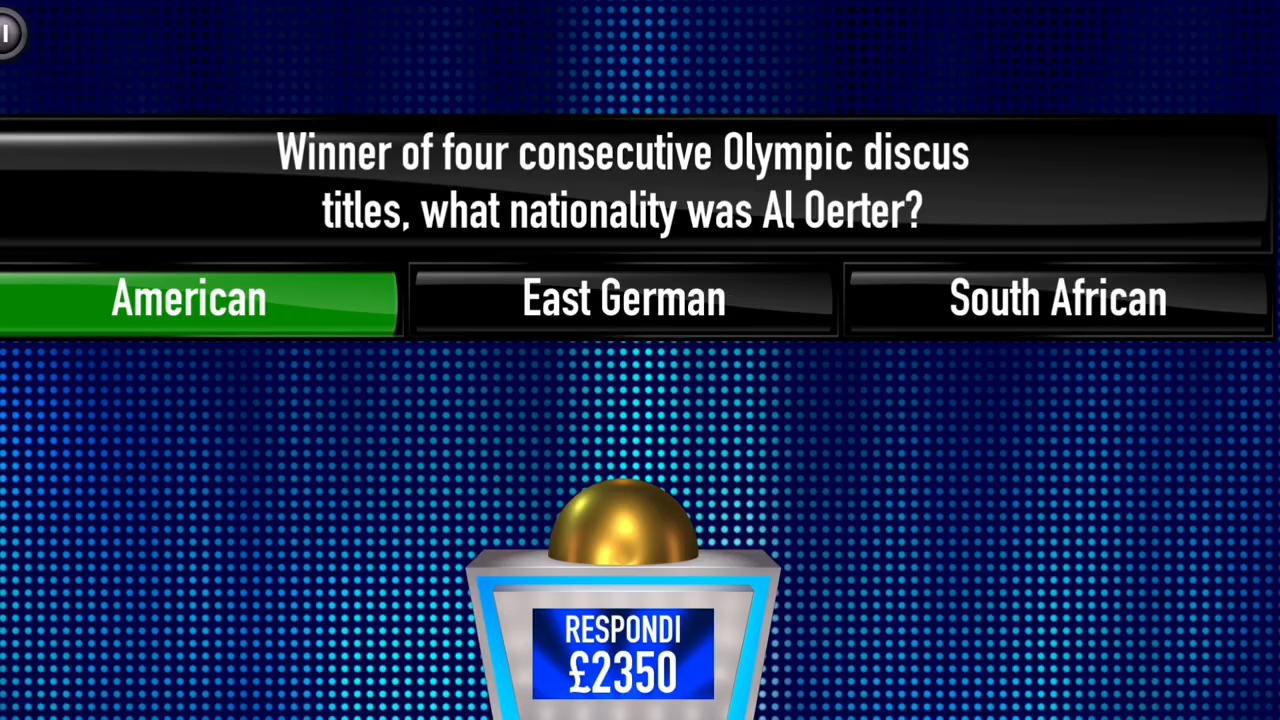 Winner of four consecutive Olympic discus
titles, what nationality was Al Oerter?
American
East German
South African
RESPONDI
£2350